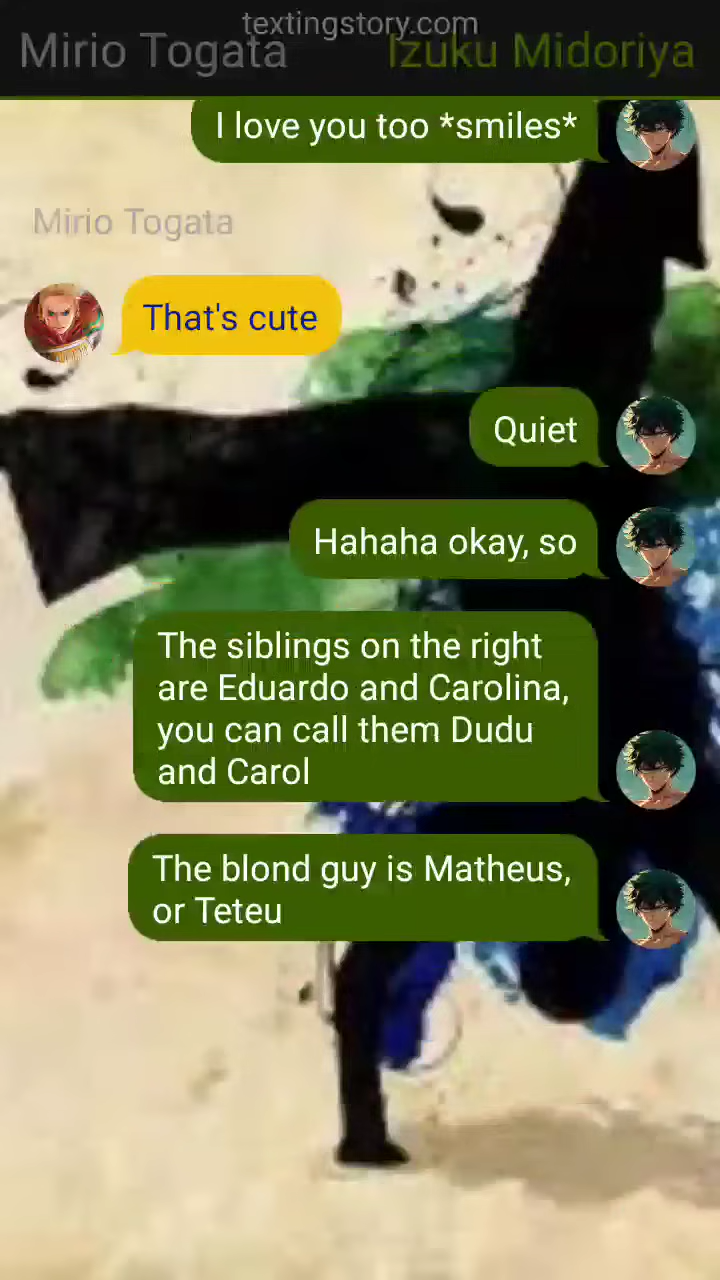 textingstory.com
Mirio Togata
Izuku Midoriya
I love you too *smiles*
Mirio Togata
That's cute
Quiet
Hahaha okay, so
The siblings on the right
are Eduardo and Carolina,
you can call them Dudu
and Carol
The blond guy is Matheus,
or Teteu